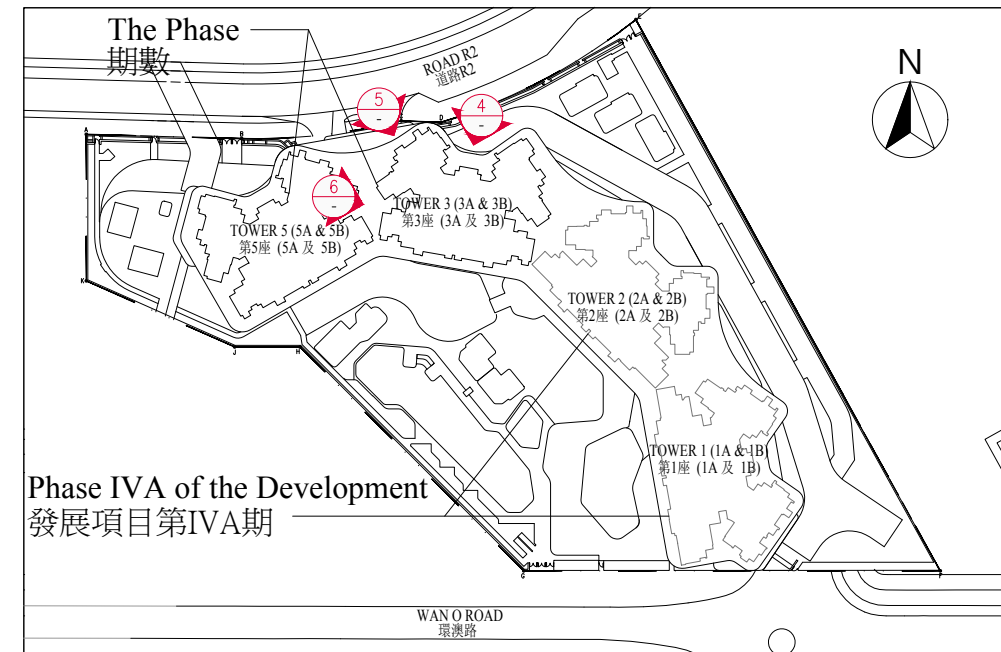 The Phase
期數
ROAD R2
道路R2
N
5
-
4
-
6
-
A
B
D
E
TOWER 3 (3A & 3B)
第3座 (3A 及 3B)
TOWER 5 (5A & 5B)
第5座 (5A 及 5B)
K
TOWER 2 (2A & 2B)
第2座 (2A 及 2B)
J
H
TOWER 1 (1A & 1B)
第1座 (1A 及 1B)
Phase IVA of the Development
發展項目第IVA期
G
F
WAN O ROAD
環澳路